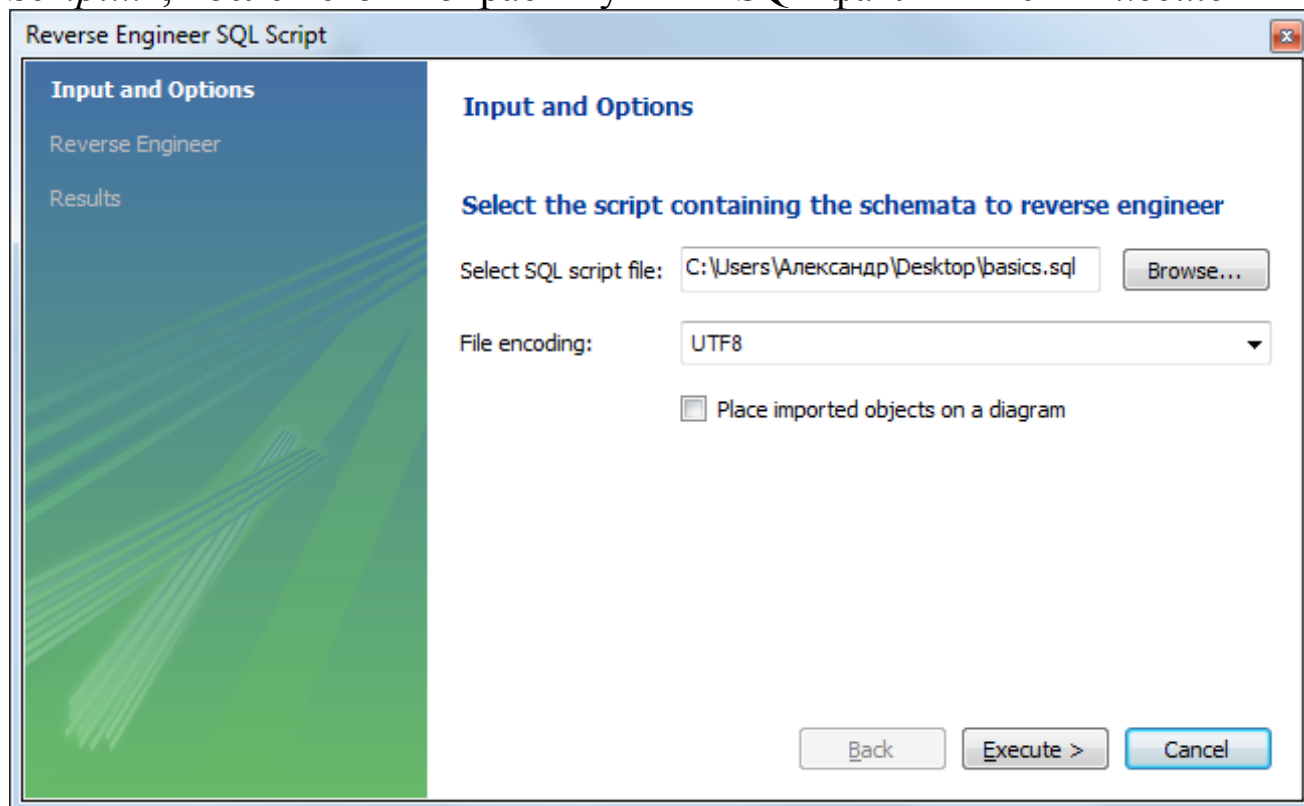 Reverse Engineer SQL Script
Input and Options
Reverse Engineer
Results
Input and Options
Select the script containing the schemata to reverse engineer
Select SQL script file: C:\Users\Александр\Desktop\basics.sql Browse...
File encoding: UTF8
Place imported objects on a diagram
Back Execute > Cancel